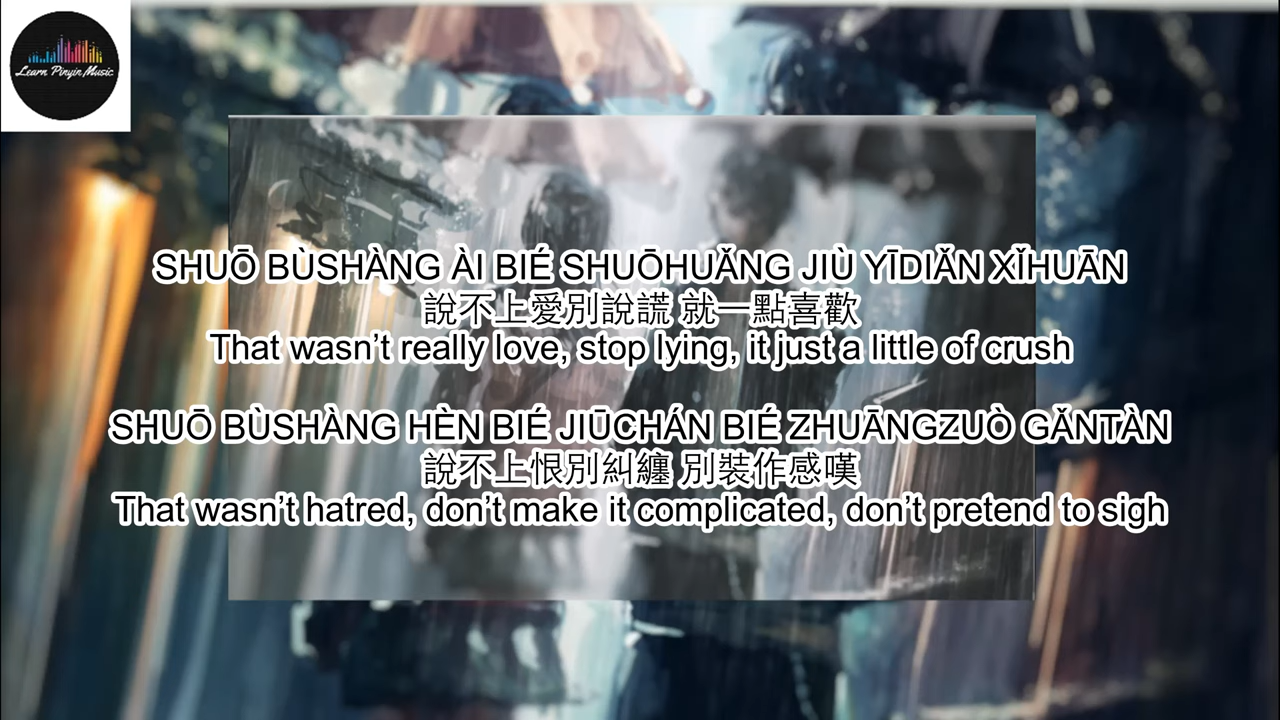 Learn Pinyin Music
SHUŌ BÙSHÀNG ÀI BIÉ SHUŌHUǍNG JIÙ YĪDIǍN XǏHUĀN
說不上愛別說謊 就一點喜歡
That wasn’t really love, stop lying, it just a little of crush
SHUŌ BÙSHÀNG HÈN BIÉ JIŪCHÁN BIÉ ZHUĀNGZUÒ GǍNTÀN
說不上恨別糾纏 別裝作感嘆
That wasn’t hatred, don’t make it complicated, don’t pretend to sigh